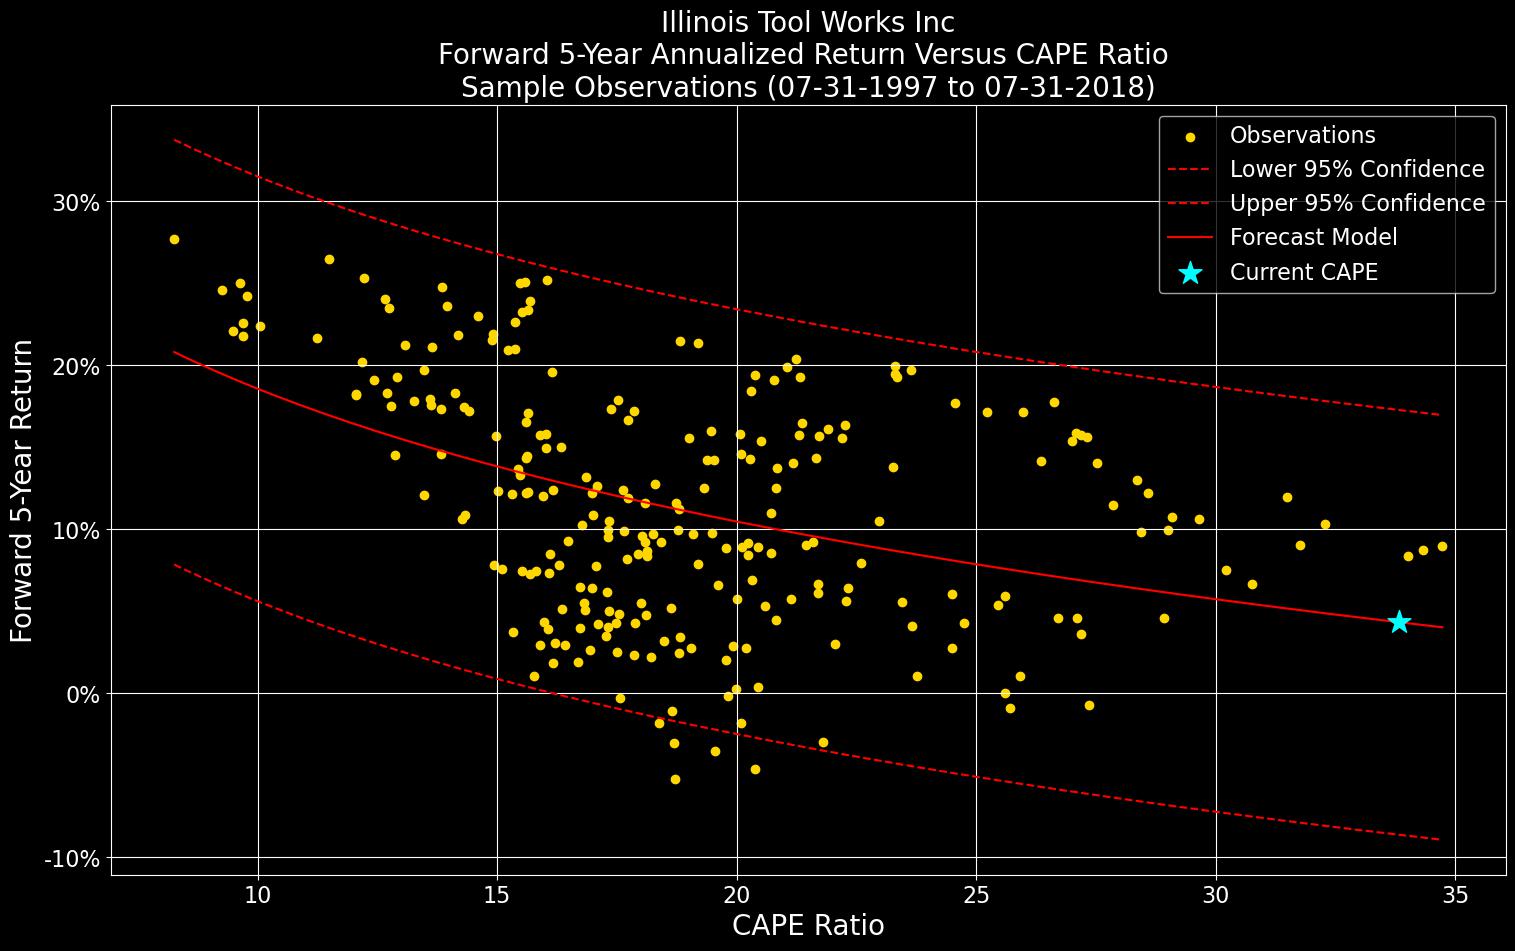 Illinois Tool Works Inc
Forward 5-Year Annualized Return Versus CAPE Ratio
Sample Observations (07-31-1997 to 07-31-2018)
Observations
Lower 95% Confidence
Upper 95% Confidence
Forecast Model
Current CAPE
Forward 5-Year Return
30%
20%
10%
0%
-10%
10 15 20 25 30 35
CAPE Ratio